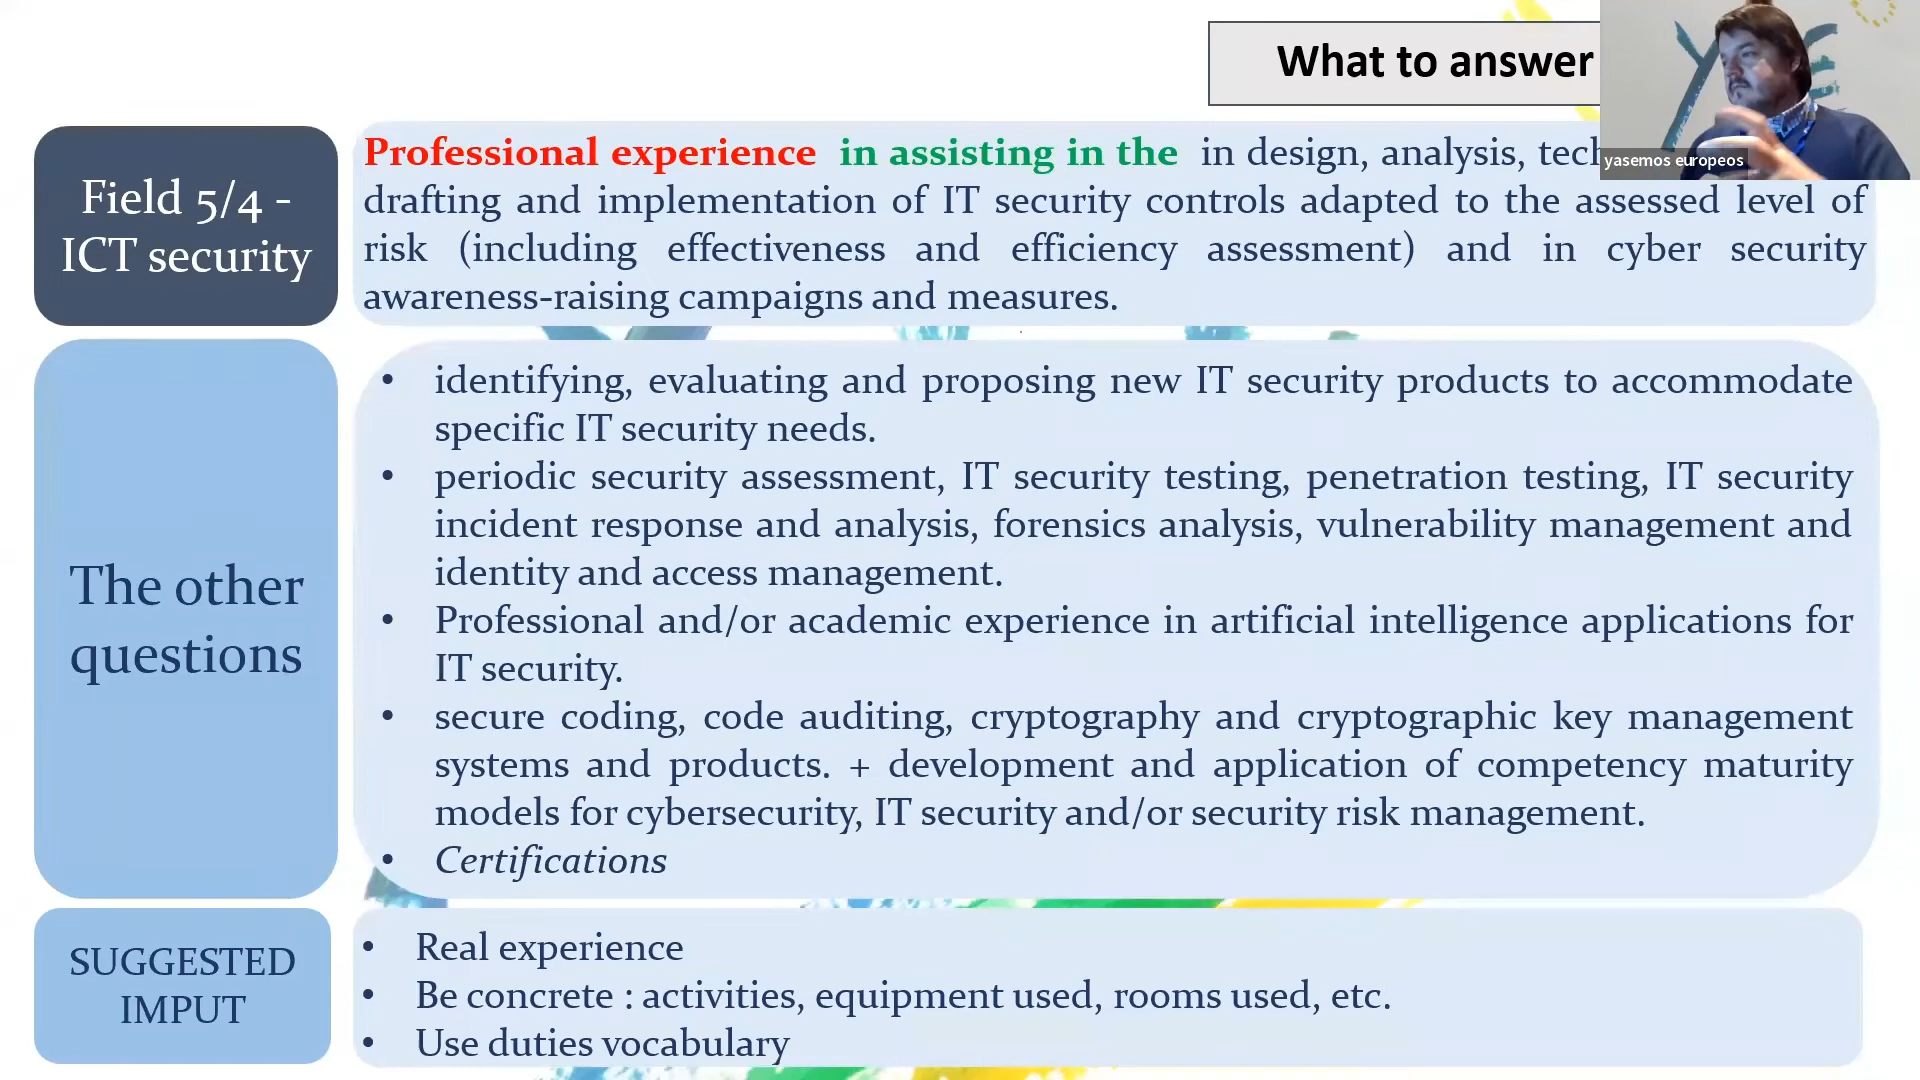 What to answer
yasemos europeos
Field 5/4 -
ICT security
Professional experience in assisting in the in design, analysis,
drafting and implementation of IT security controls adapted to the assessed level of
risk (including effectiveness and efficiency assessment) and in cyber security
awareness-raising campaigns and measures.
The other
questions
• identifying, evaluating and proposing new IT security products to accommodate
specific IT security needs.
• periodic security assessment, IT security testing, penetration testing, IT security
incident response and analysis, forensics analysis, vulnerability management and
identity and access management.
• Professional and/or academic experience in artificial intelligence applications for
IT security.
• secure coding, code auditing, cryptography and cryptographic key management
systems and products. + development and application of competency maturity
models for cybersecurity, IT security and/or security risk management.
• Certifications
SUGGESTED
IMPUT
• Real experience
• Be concrete : activities, equipment used, rooms used, etc.
• Use duties vocabulary